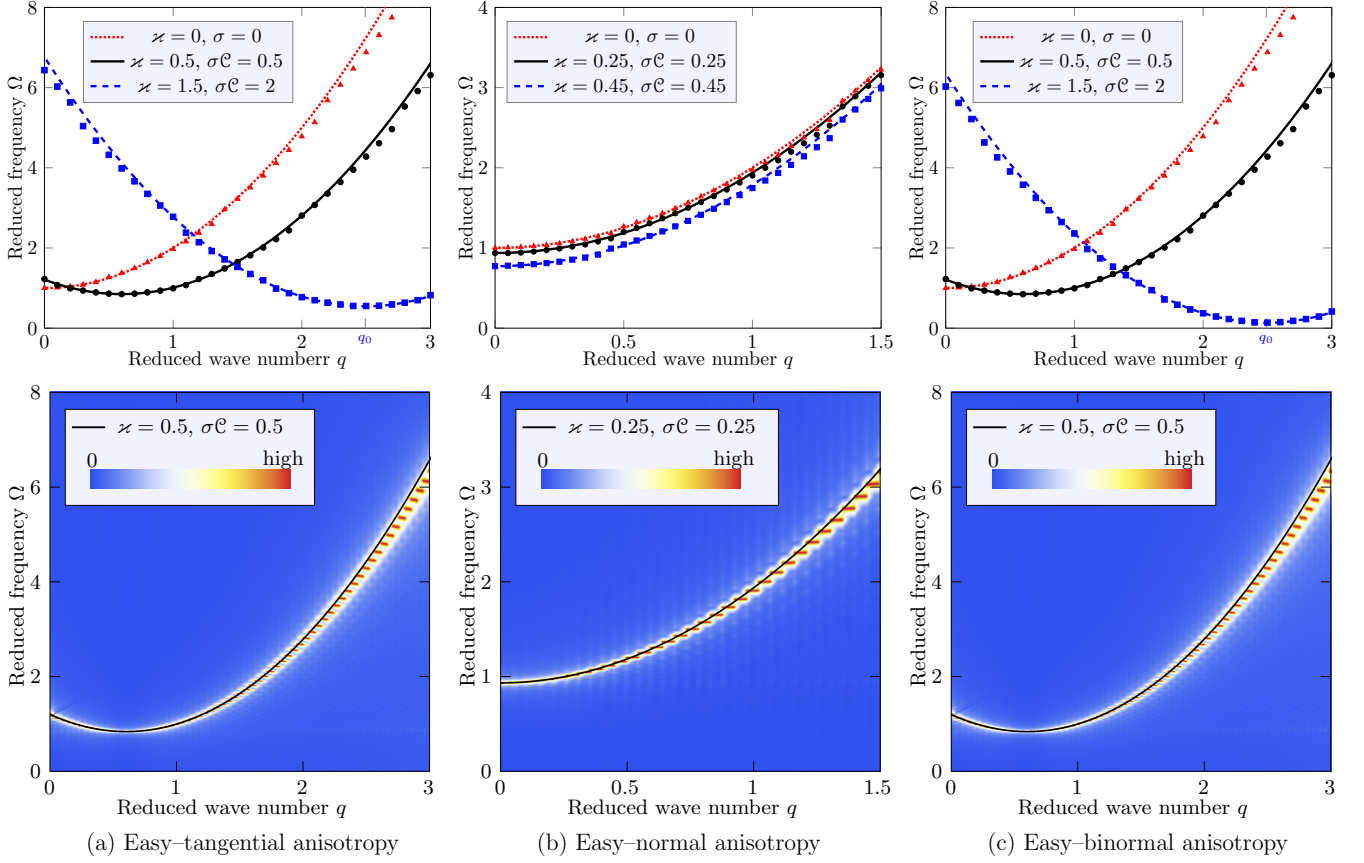 Reduced frequency Ω
8
6
4
2
0
ϰ = 0, σ = 0
ϰ = 0.5, σC = 0.5
ϰ = 1.5, σC = 2
0
1
2
q₀
3
Reduced wave number q
Reduced frequency Ω
4
3
2
1
0
ϰ = 0, σ = 0
ϰ = 0.25, σC = 0.25
ϰ = 0.45, σC = 0.45
0
0.5
1
1.5
Reduced wave number q
Reduced frequency Ω
8
6
4
2
0
ϰ = 0, σ = 0
ϰ = 0.5, σC = 0.5
ϰ = 1.5, σC = 2
0
1
2
q₀
3
Reduced wave number q
Reduced frequency Ω
8
6
4
2
0
ϰ = 0.5, σC = 0.5
0 high
0
1
2
3
Reduced wave number q
(a) Easy–tangential anisotropy
Reduced frequency Ω
4
3
2
1
0
ϰ = 0.25, σC = 0.25
0 high
0
0.5
1
1.5
Reduced wave number q
(b) Easy–normal anisotropy
Reduced frequency Ω
8
6
4
2
0
ϰ = 0.5, σC = 0.5
0 high
0
1
2
3
Reduced wave number q
(c) Easy–binormal anisotropy